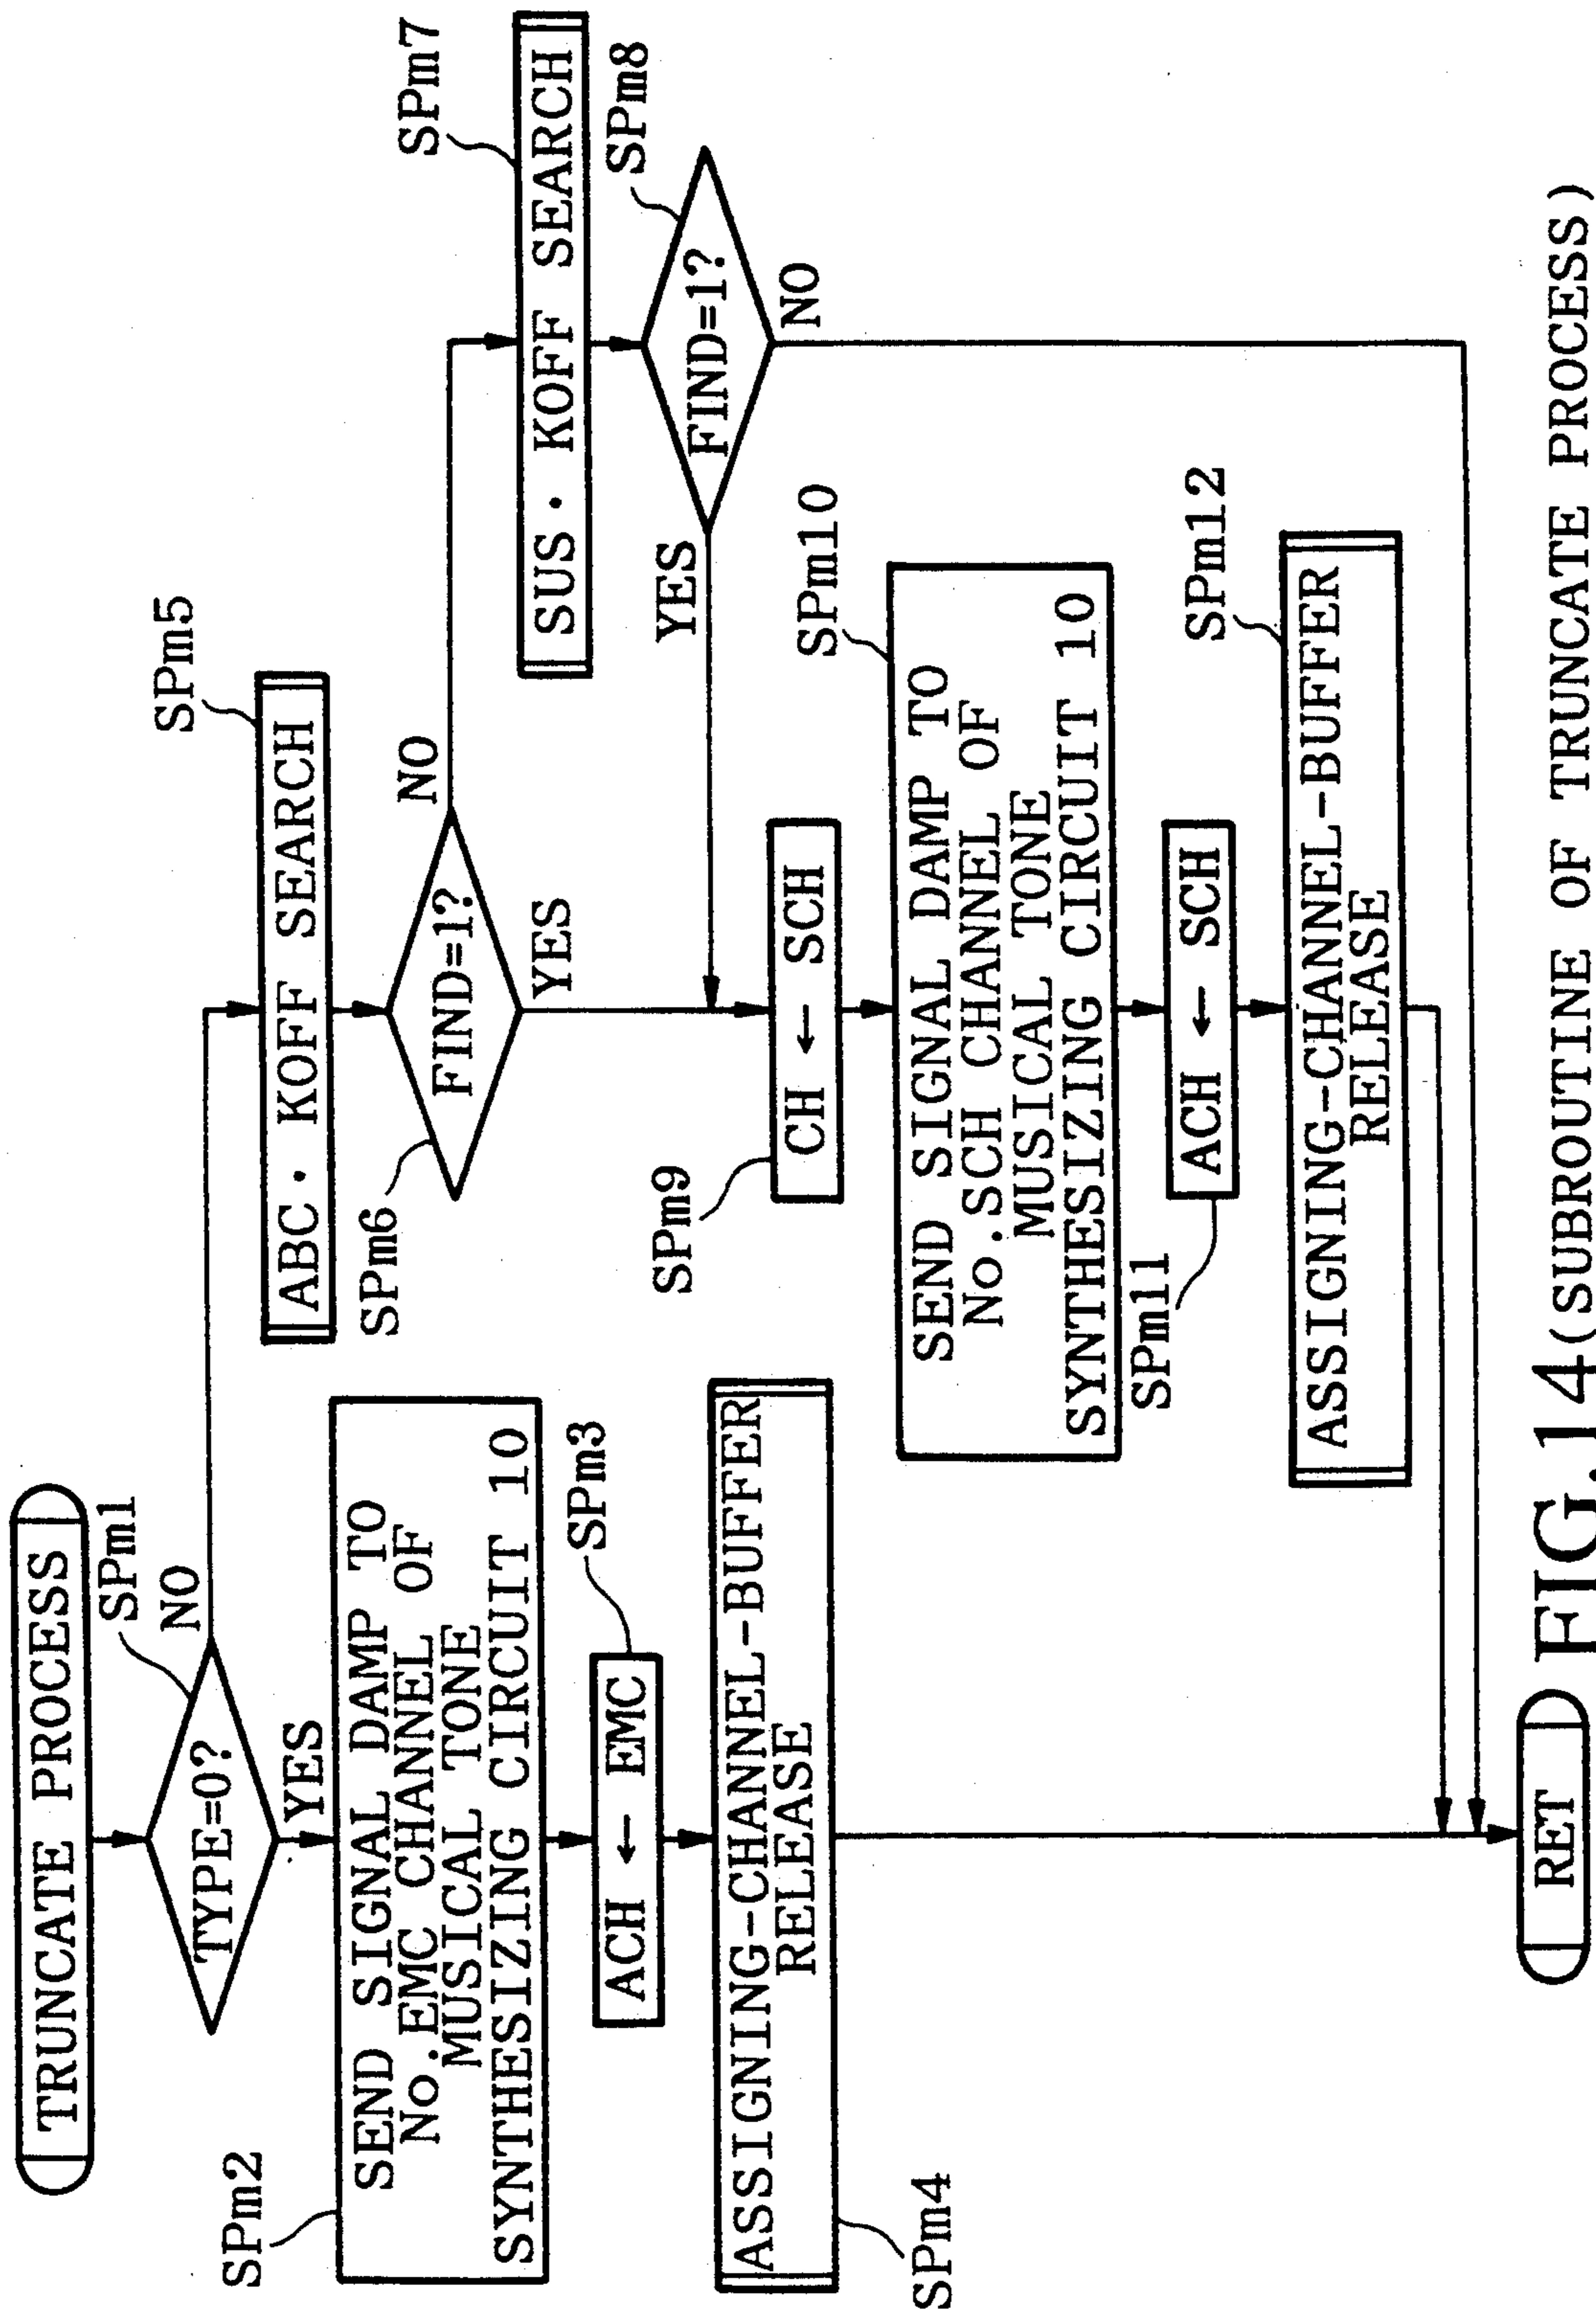 TRUNCATE PROCESS
SPm1
TYPE=0?
NO
YES
SPm2
SEND SIGNAL DAMP TO
No.EMC CHANNEL OF
MUSICAL TONE
SYNTHESIZING CIRCUIT 10
SPm3
ACH ← EMC
ASSIGNING-CHANNEL-BUFFER
RELEASE
SPm4
SPm5
ABC· KOFF SEARCH
SPm6
FIND=1?
NO
YES
SPm7
SUS· KOFF SEARCH
SPm8
FIND=1?
YES
NO
SPm9
CH ← SCH
SPm10
SEND SIGNAL DAMP TO
No.SCH CHANNEL OF
MUSICAL TONE
SYNTHESIZING CIRCUIT 10
SPm11
ACH ← SCH
SPm12
ASSIGNING-CHANNEL-BUFFER
RELEASE
RET
FIG.14(SUBROUTINE OF TRUNCATE PROCESS)